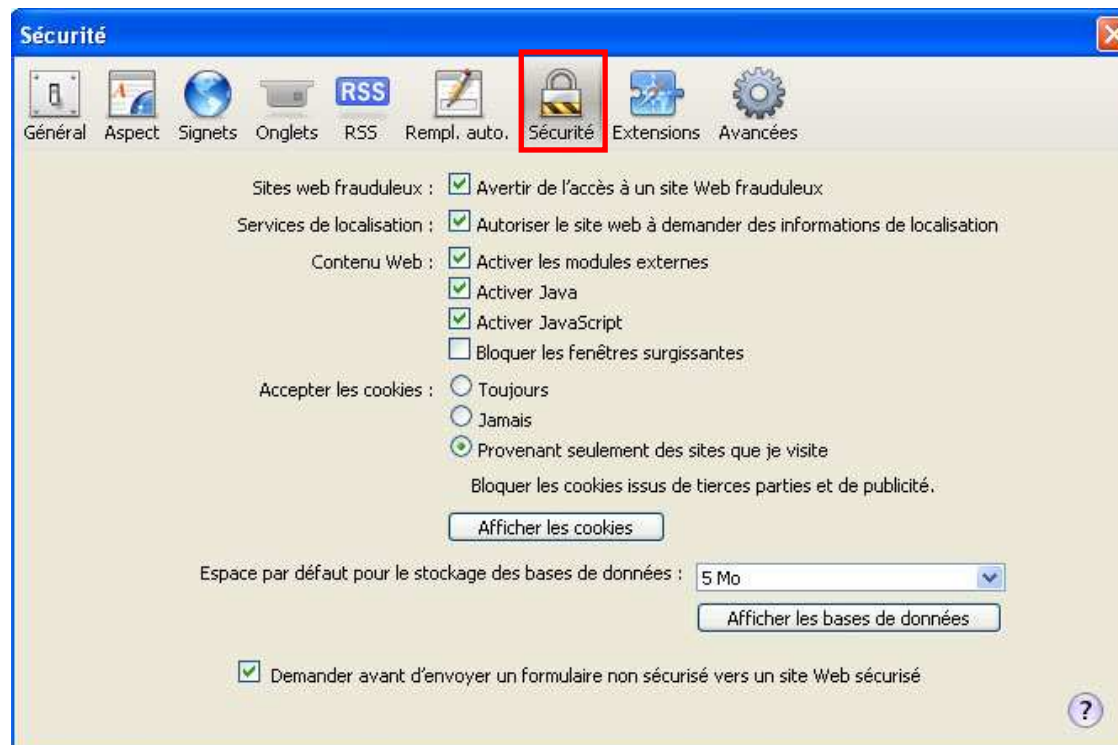 Sécurité
RSS
Général Aspect Signets Onglets RSS Rempl. auto. Sécurité Extensions Avancées
Sites web frauduleux : Avertir de l'accès à un site Web frauduleux
Services de localisation : Autoriser le site web à demander des informations de localisation
Contenu Web : Activer les modules externes
Activer Java
Activer JavaScript
Bloquer les fenêtres surgissantes
Accepter les cookies : Toujours
Jamais
Provenant seulement des sites que je visite
Bloquer les cookies issus de tierces parties et de publicité.
Afficher les cookies
Espace par défaut pour le stockage des bases de données : 5 Mo
Afficher les bases de données
Demander avant d'envoyer un formulaire non sécurisé vers un site Web sécurisé
?